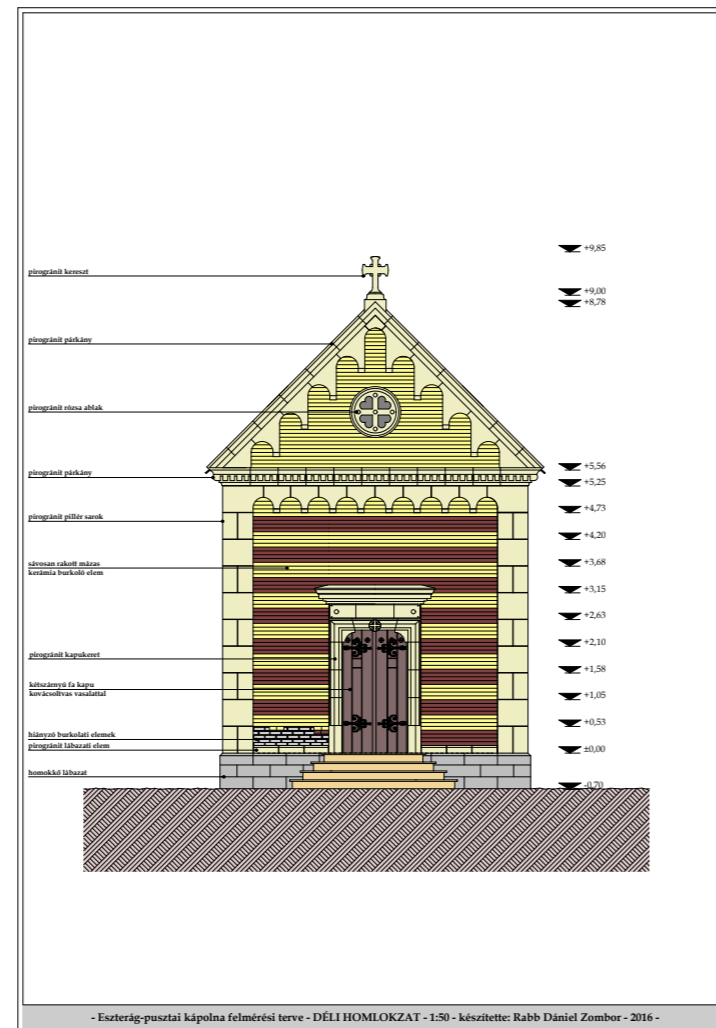 +9,85
pirogránit kereszt
+9,00
+8,78
pirogránit párkány
pirogránit rózsa ablak
+5,56
pirogránit párkány
+5,25
+4,73
pirogránit pillér sarok
+4,20
sávosan rakott mázas
kerámia burkoló elem
+3,68
+3,15
+2,63
+2,10
pirogránit kapukeret
+1,58
kétszárnyú fa kapu
kovácsoltvas vasalattal
+1,05
+0,53
hiányzó burkolati elemek
pirogránit lábazati elem
±0,00
homokkő lábazat
-0,70
- Eszterág-pusztai kápolna felmérési terve - DÉLI HOMLOKZAT - 1:50 - készítette: Rabb Dániel Zombor - 2016 -